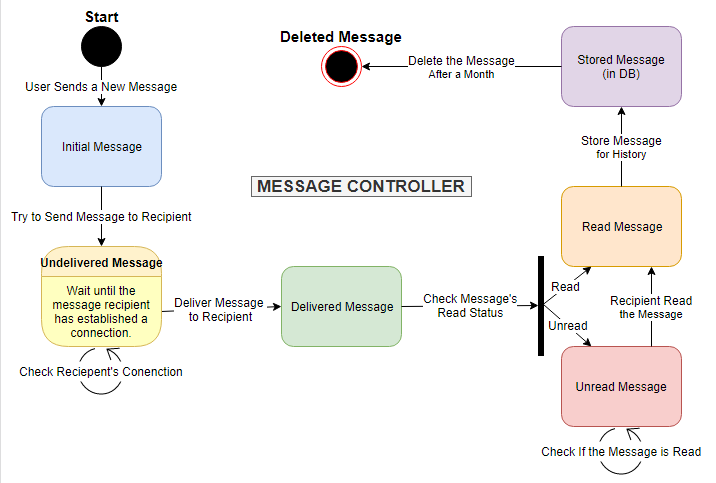 Start
Deleted Message
User Sends a New Message
Delete the Message
After a Month
Stored Message
(in DB)
Initial Message
Store Message
for History
MESSAGE CONTROLLER
Try to Send Message to Recipient
Read Message
Undelivered Message
Wait until the
message recipient
has established a
connection.
Deliver Message
to Recipient
Delivered Message
Check Message's
Read Status
Read
Unread
Recipient Read
the Message
Check Reciepent's Conenction
Unread Message
Check If the Message is Read